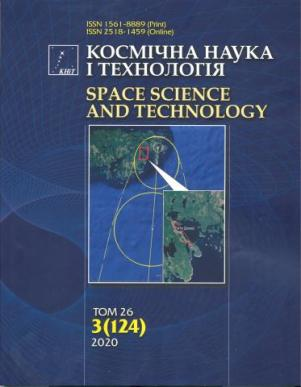 ISSN 1561-8889 (Print)
ISSN 2518-1459 (Online)
КОСМІЧНА НАУКА
І ТЕХНОЛОГІЯ
SPACE SCIENCE
AND TECHNOLOGY
ТОМ 26
3(124)
2020